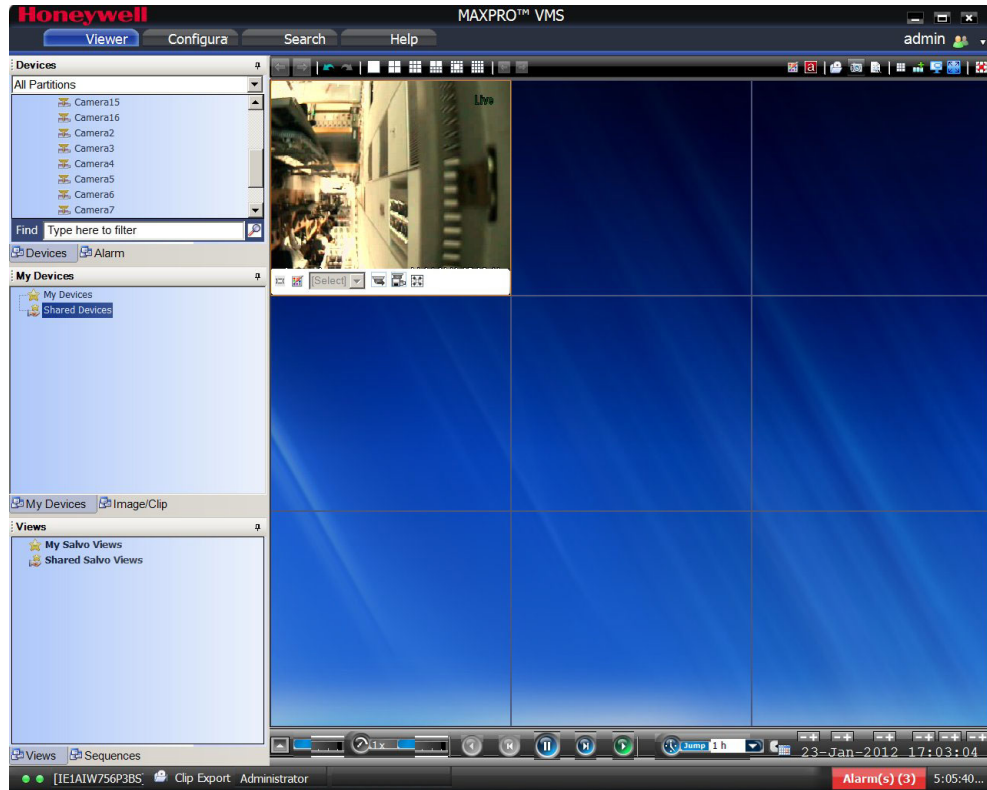 Honeywell
MAXPRO™ VMS
Viewer
Configura
Search
Help
admin
Devices
All Partitions
Camera15
Camera16
Camera2
Camera3
Camera4
Camera5
Camera6
Camera7
Find
Type here to filter
Devices
Alarm
My Devices
My Devices
Shared Devices
My Devices
Image/Clip
Views
My Salvo Views
Shared Salvo Views
Views
Sequences
a
Live
[Select]
1x
Jump
1 h
23-Jan-2012 17:03:04
[IE1AIW756P3BS]
Clip Export
Administrator
Alarm(s) (3)
5:05:40...